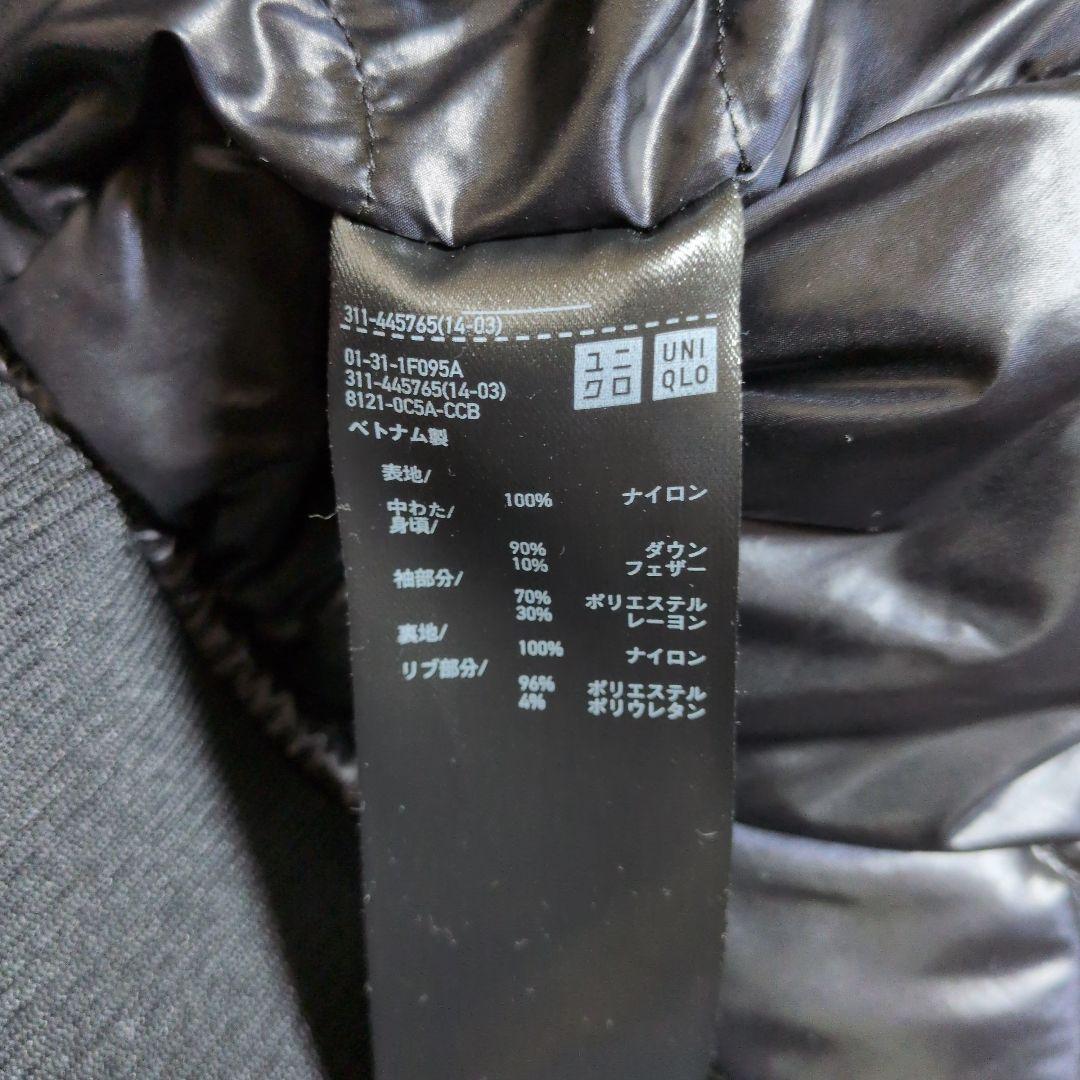 311-445765(14-03)
01-31-1F095A
311-445765(14-03)
8121-0C5A-CCB
ベトナム製
ユニ
クロ
UNI
QLO
表地/
100% ナイロン
中わた/
身頃/
90% ダウン
10% フェザー
袖部分/
70% ポリエステル
30% レーヨン
裏地/
100% ナイロン
リブ部分/
96% ポリエステル
4% ポリウレタン